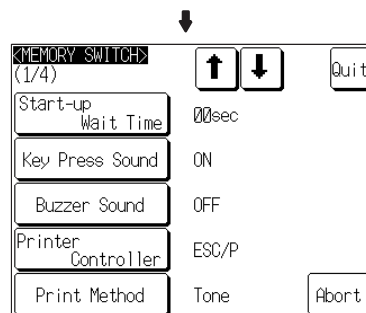 <MEMORY SWITCH>
(1/4)
Quit
Start-up
Wait Time
00sec
Key Press Sound
ON
Buzzer Sound
OFF
Printer
Controller
ESC/P
Print Method
Tone
Abort